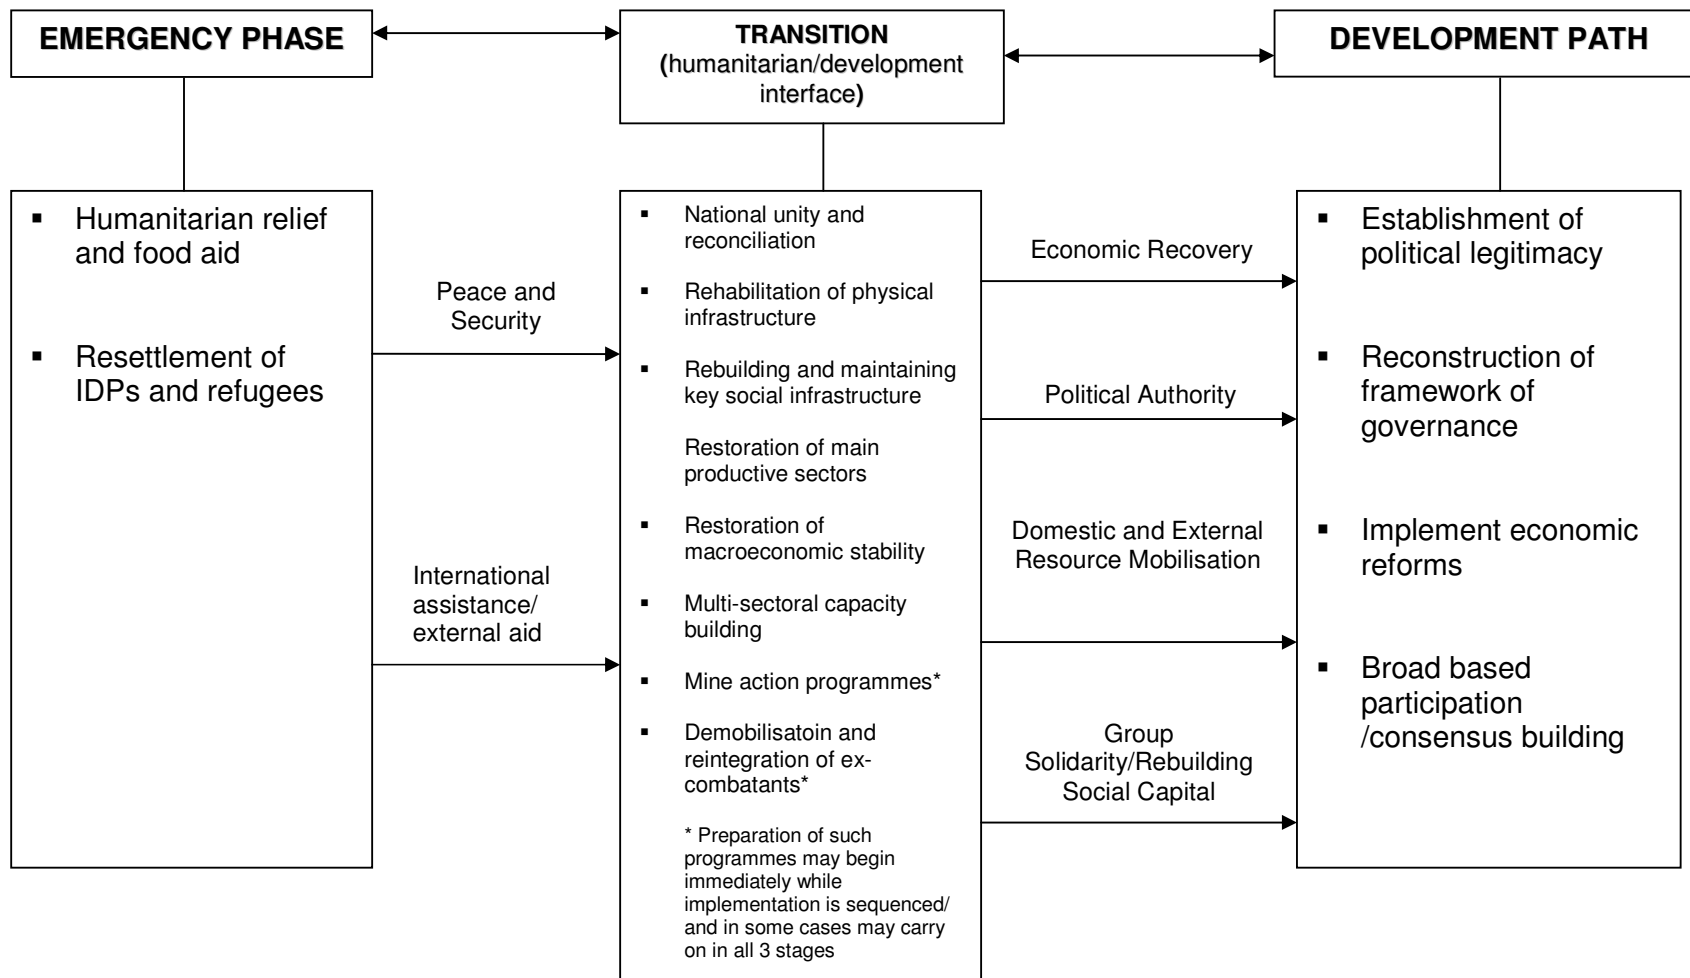 EMERGENCY PHASE
TRANSITION
(humanitarian/development
interface)
DEVELOPMENT PATH
▪ Humanitarian relief
and food aid
▪ Resettlement of
IDPs and refugees
Peace and
Security
International
assistance/
external aid
▪ National unity and
reconciliation
▪ Rehabilitation of physical
infrastructure
▪ Rebuilding and maintaining
key social infrastructure
Restoration of main
productive sectors
▪ Restoration of
macroeconomic stability
▪ Multi-sectoral capacity
building
▪ Mine action programmes*
▪ Demobilisatoin and
reintegration of ex-
combatants*
* Preparation of such
programmes may begin
immediately while
implementation is sequenced/
and in some cases may carry
on in all 3 stages
Economic Recovery
Political Authority
Domestic and External
Resource Mobilisation
Group
Solidarity/Rebuilding
Social Capital
▪ Establishment of
political legitimacy
▪ Reconstruction of
framework of
governance
▪ Implement economic
reforms
▪ Broad based
participation
/consensus building